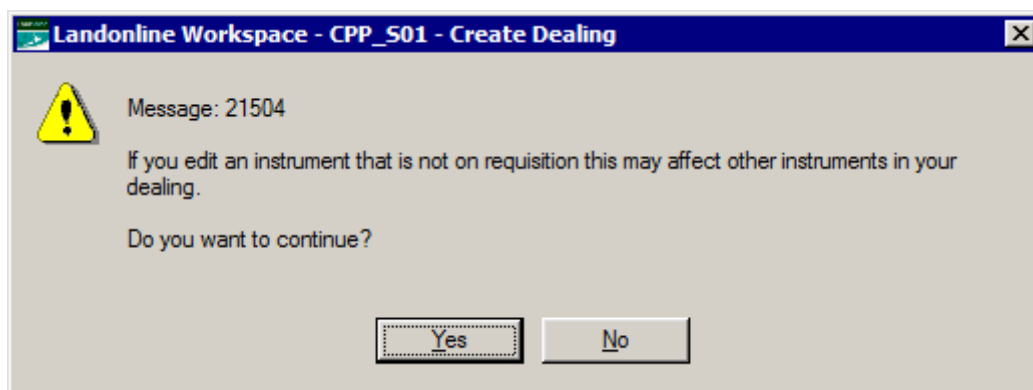 Landonline Workspace - CPP_S01 - Create Dealing
Message: 21504
If you edit an instrument that is not on requisition this may affect other instruments in your
dealing.
Do you want to continue?
Yes No